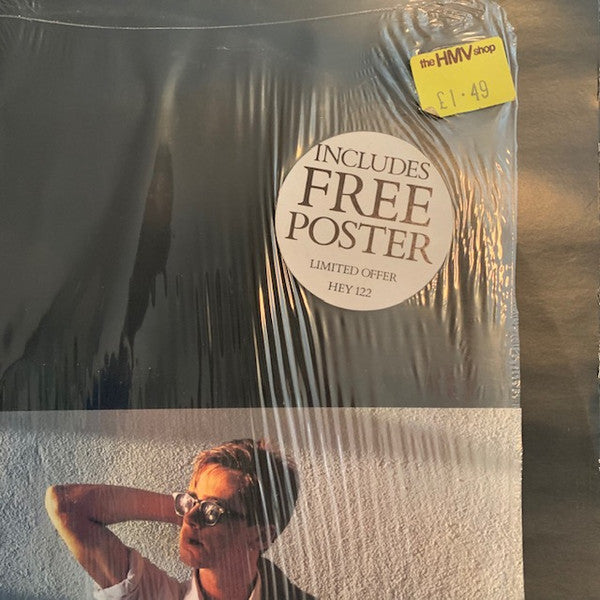 the HMV shop
£1.49
INCLUDES
FREE
POSTER
LIMITED OFFER
HEY 122